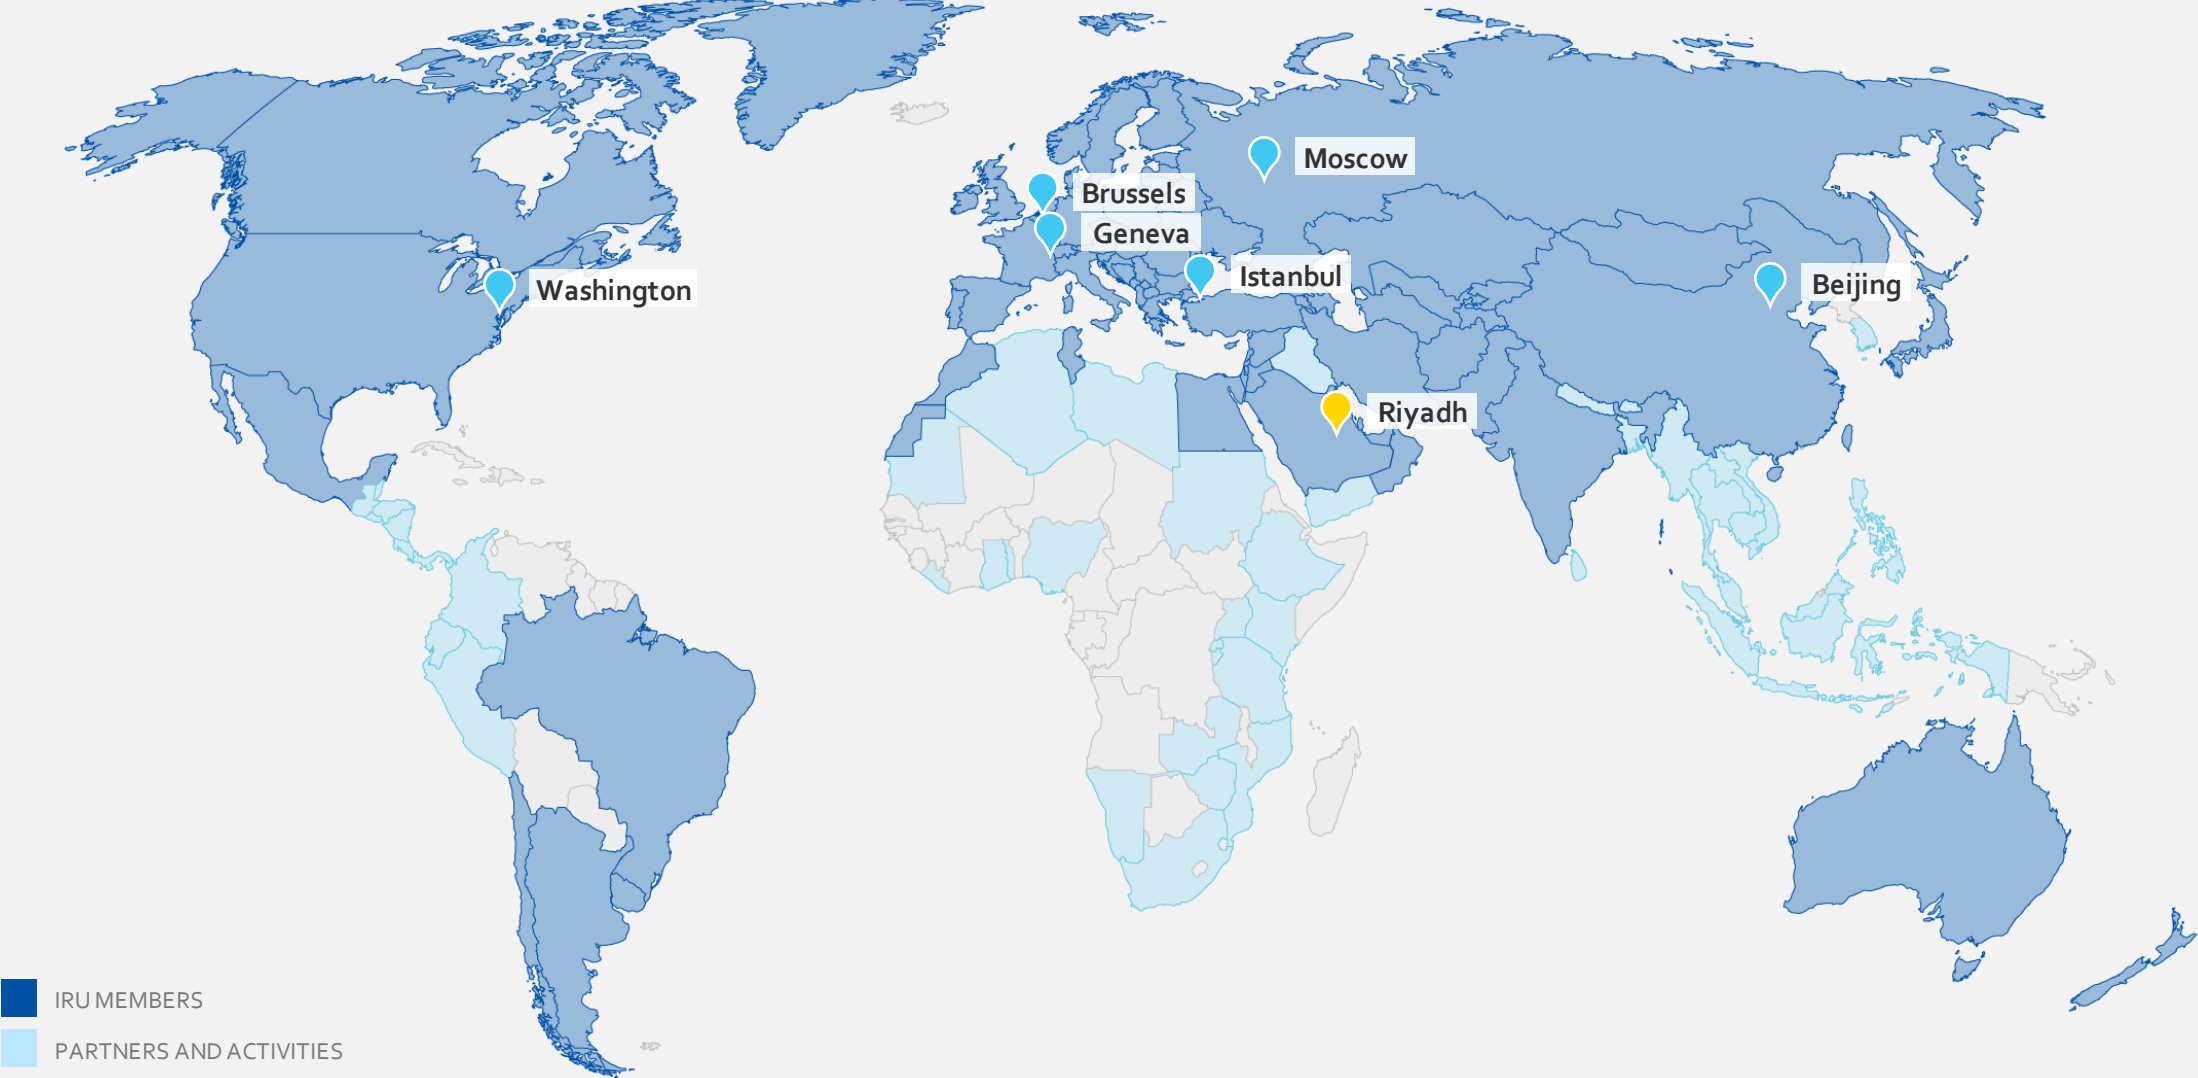 Moscow
Brussels
Geneva
Istanbul
Washington
Beijing
Riyadh
IRU MEMBERS
PARTNERS AND ACTIVITIES